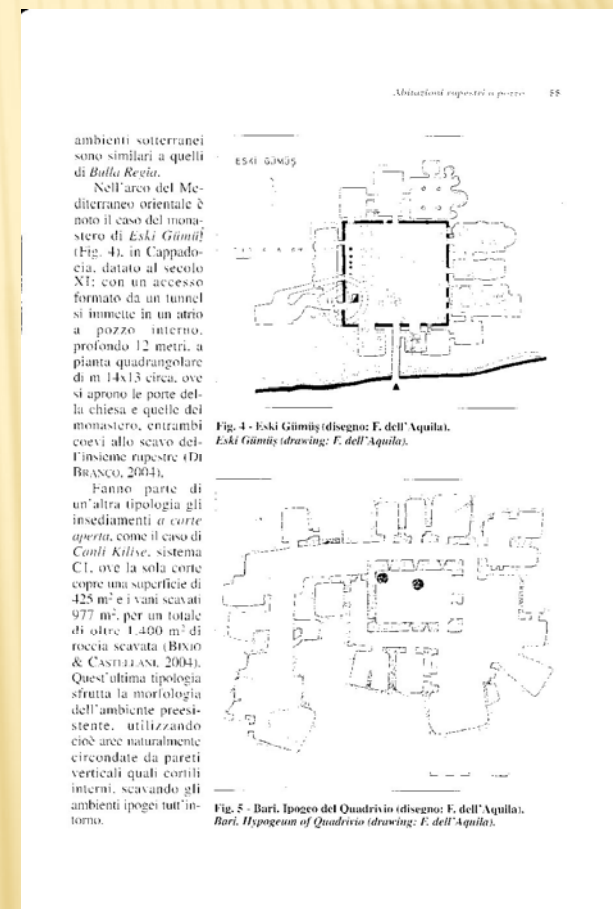 Abitazioni rupestri a pozzo 55
ambienti sotterranei
sono similari a quelli
di Bulla Regia.
Nell'arco del Me-
diterraneo orientale è
noto il caso del mona-
stero di Eski Gümüş
(Fig. 4), in Cappado-
cia, datato al secolo
XI; con un accesso
formato da un tunnel
si immette in un atrio
a pozzo interno,
profondo 12 metri, a
pianta quadrangolare
di m 14x13 circa, ove
si aprono le porte del-
la chiesa e quelle del
monastero, entrambi
coevi allo scavo del-
l'insieme rupestre (DI
BRANCO, 2004).
Fanno parte di
un'altra tipologia gli
insediamenti a corte
aperta, come il caso di
Canli Kilise, sistema
C1, ove la sola corte
copre una superficie di
425 m² e i vani scavati
977 m², per un totale
di oltre 1.400 m² di
roccia scavata (BIXIO
& CASTELLANI, 2004).
Quest'ultima tipologia
sfrutta la morfologia
dell'ambiente preesi-
stente, utilizzando
cioè aree naturalmente
circondate da pareti
verticali quali cortili
interni, scavando gli
ambienti ipogei tutt'in-
torno.
ESKİ GÜMÜŞ
Fig. 4 - Eski Gümüş (disegno: F. dell'Aquila).
Eski Gümüş (drawing: F. dell'Aquila).
Fig. 5 - Bari. Ipogeo del Quadrivio (disegno: F. dell'Aquila).
Bari. Hypogeum of Quadrivio (drawing: F. dell'Aquila).